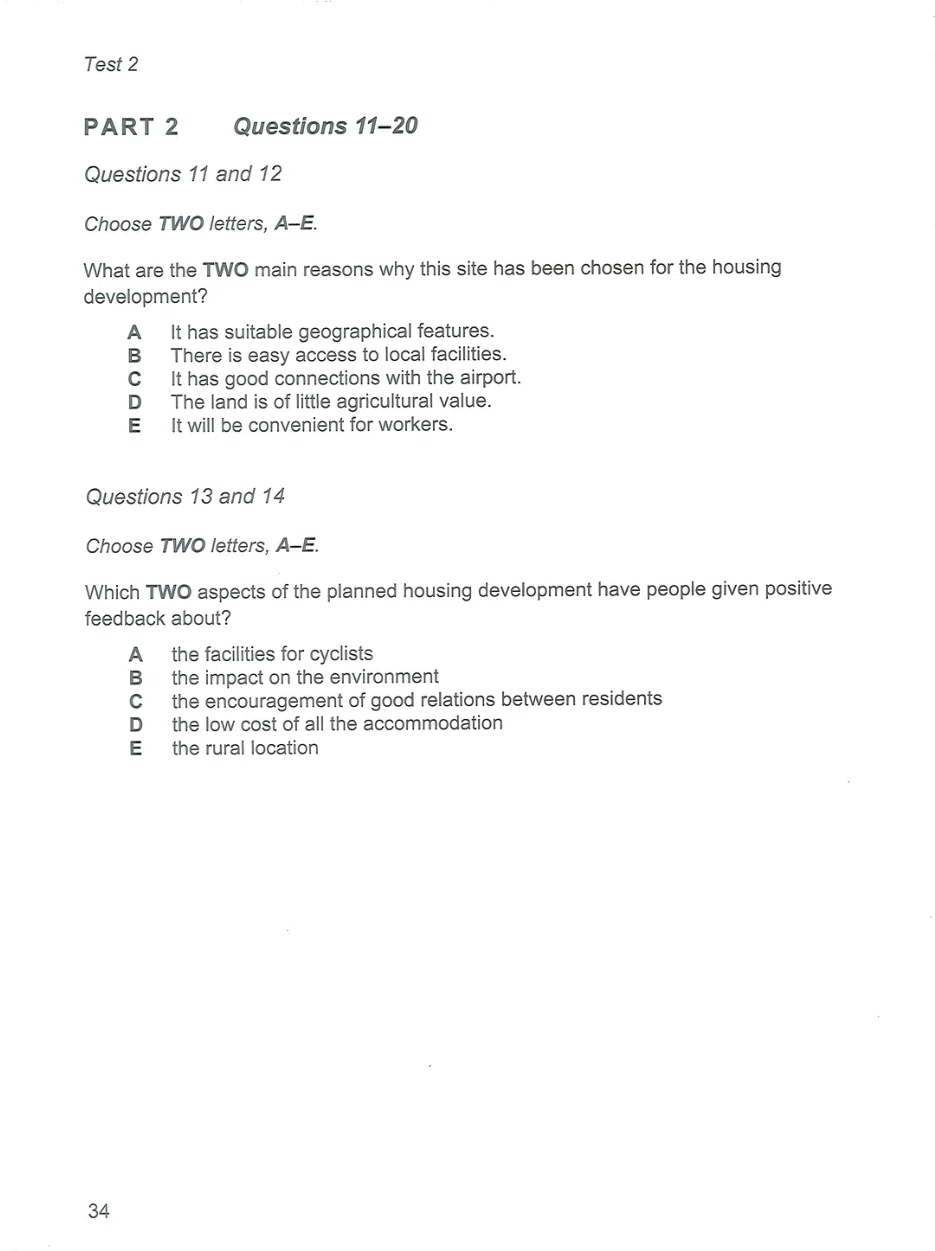 Test 2
PART 2 Questions 11–20
Questions 11 and 12
Choose TWO letters, A–E.
What are the TWO main reasons why this site has been chosen for the housing
development?
A It has suitable geographical features.
B There is easy access to local facilities.
C It has good connections with the airport.
D The land is of little agricultural value.
E It will be convenient for workers.
Questions 13 and 14
Choose TWO letters, A–E.
Which TWO aspects of the planned housing development have people given positive
feedback about?
A the facilities for cyclists
B the impact on the environment
C the encouragement of good relations between residents
D the low cost of all the accommodation
E the rural location
34